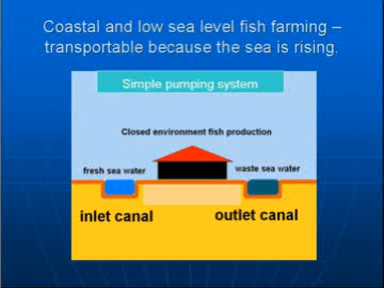 Coastal and low sea level fish farming –
transportable because the sea is rising.
Simple pumping system
Closed environment fish production
fresh sea water
waste sea water
inlet canal
outlet canal